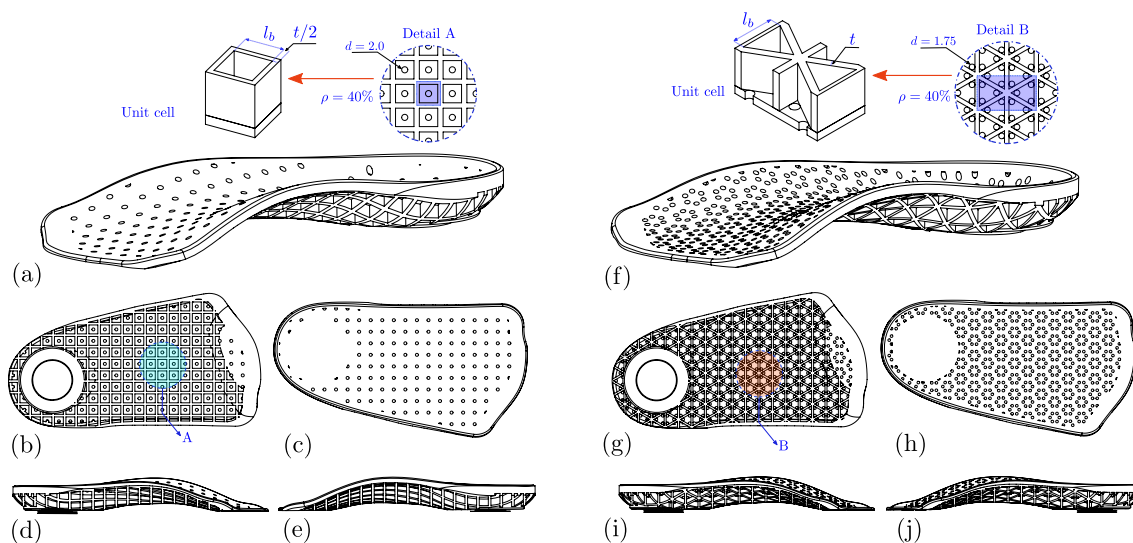 l_b
t/2
Detail A
d = 2.0
ρ = 40%
Unit cell
(a)
(b)
A
(c)
(d)
(e)
l_b
t
Detail B
d = 1.75
ρ = 40%
Unit cell
(f)
(g)
B
(h)
(i)
(j)